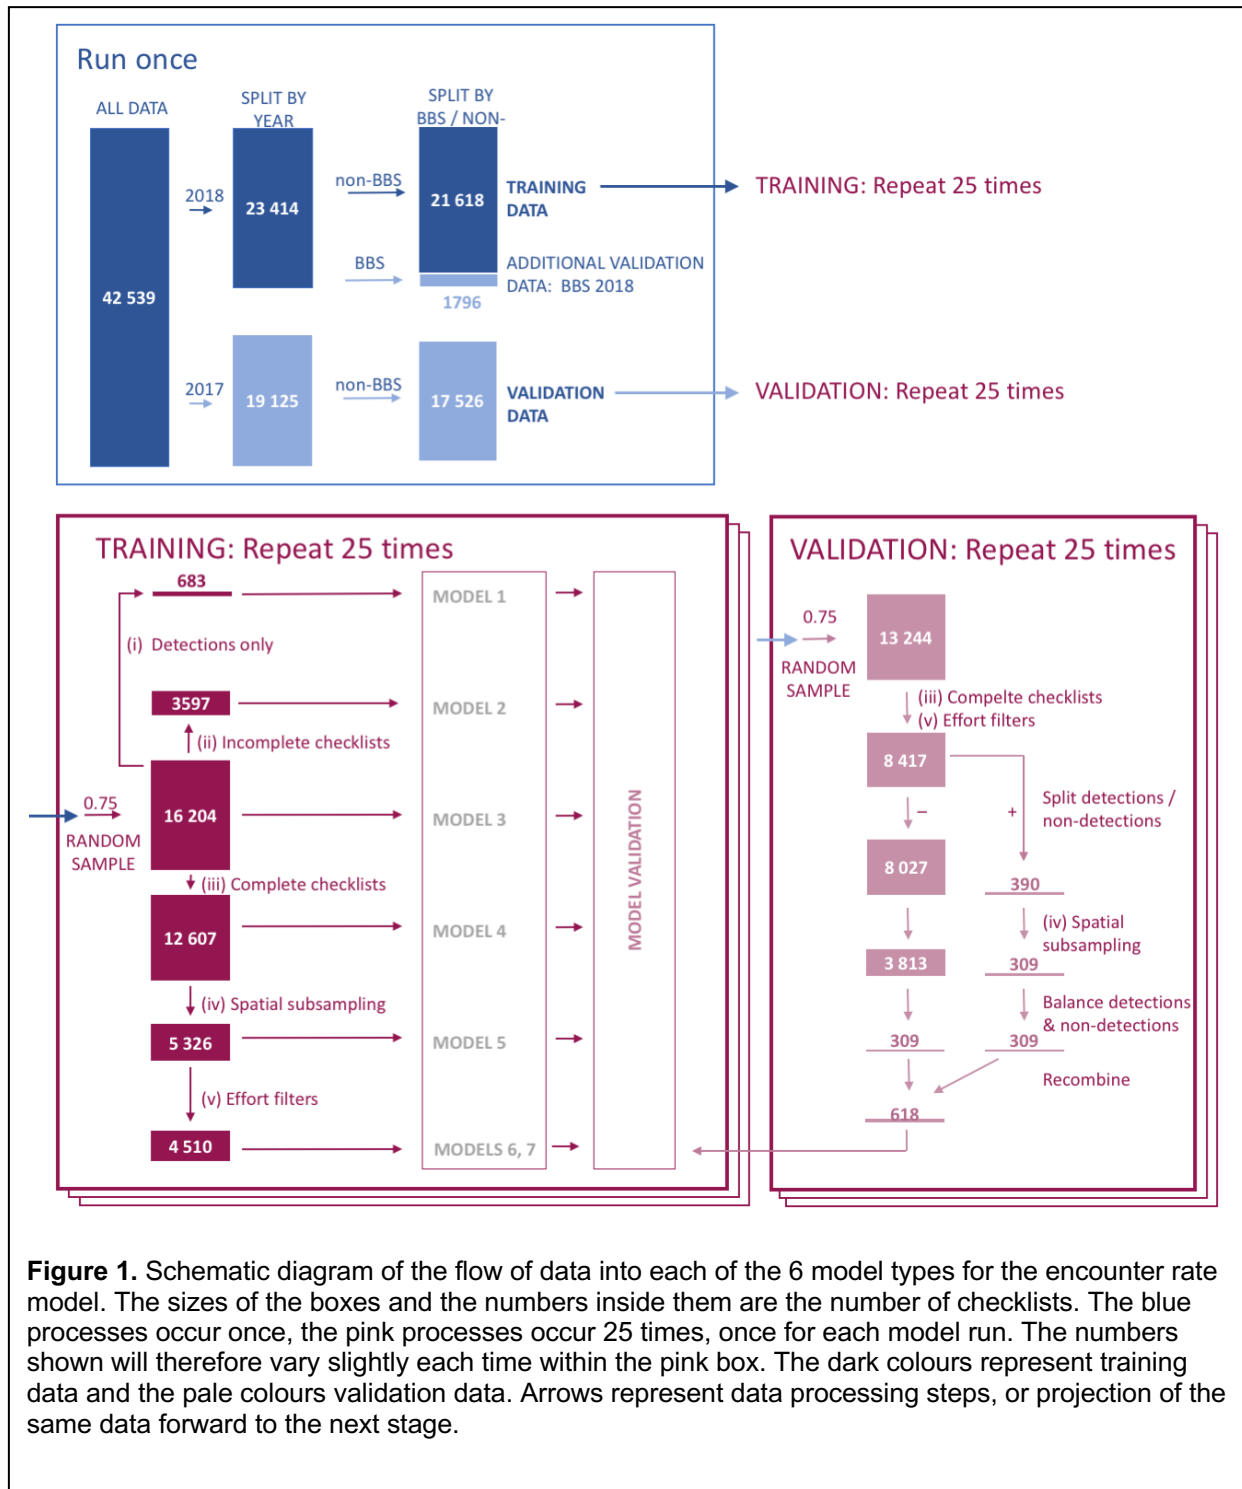 Run once
ALL DATA
SPLIT BY
YEAR
SPLIT BY
BBS / NON-
42 539
2018
23 414
non-BBS
21 618
TRAINING
DATA
TRAINING: Repeat 25 times
BBS
1796
ADDITIONAL VALIDATION
DATA: BBS 2018
2017
19 125
non-BBS
17 526
VALIDATION
DATA
VALIDATION: Repeat 25 times
TRAINING: Repeat 25 times
683
MODEL 1
(i) Detections only
3597
MODEL 2
(ii) Incomplete checklists
0.75
RANDOM
SAMPLE
16 204
MODEL 3
(iii) Complete checklists
12 607
MODEL 4
(iv) Spatial subsampling
5 326
MODEL 5
(v) Effort filters
4 510
MODELS 6, 7
MODEL VALIDATION
VALIDATION: Repeat 25 times
0.75
RANDOM
SAMPLE
13 244
(iii) Compelte checklists
(v) Effort filters
8 417
Split detections /
non-detections
–
+
8 027
390
(iv) Spatial
subsampling
3 813
309
Balance detections
& non-detections
309
309
Recombine
618
Figure 1. Schematic diagram of the flow of data into each of the 6 model types for the encounter rate
model. The sizes of the boxes and the numbers inside them are the number of checklists. The blue
processes occur once, the pink processes occur 25 times, once for each model run. The numbers
shown will therefore vary slightly each time within the pink box. The dark colours represent training
data and the pale colours validation data. Arrows represent data processing steps, or projection of the
same data forward to the next stage.